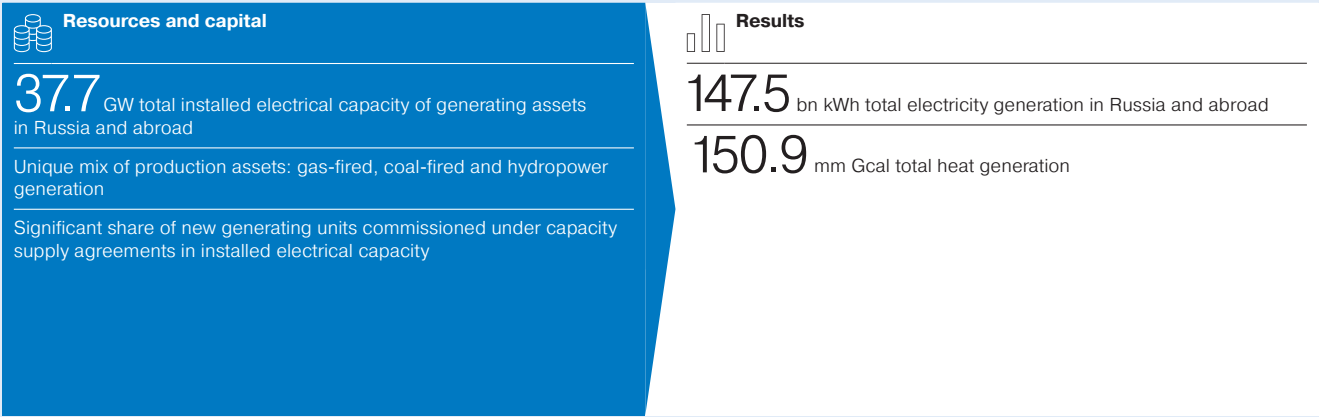 Resources and capital
37.7 GW total installed electrical capacity of generating assets
in Russia and abroad
Unique mix of production assets: gas-fired, coal-fired and hydropower
generation
Significant share of new generating units commissioned under capacity
supply agreements in installed electrical capacity
Results
147.5 bn kWh total electricity generation in Russia and abroad
150.9 mm Gcal total heat generation